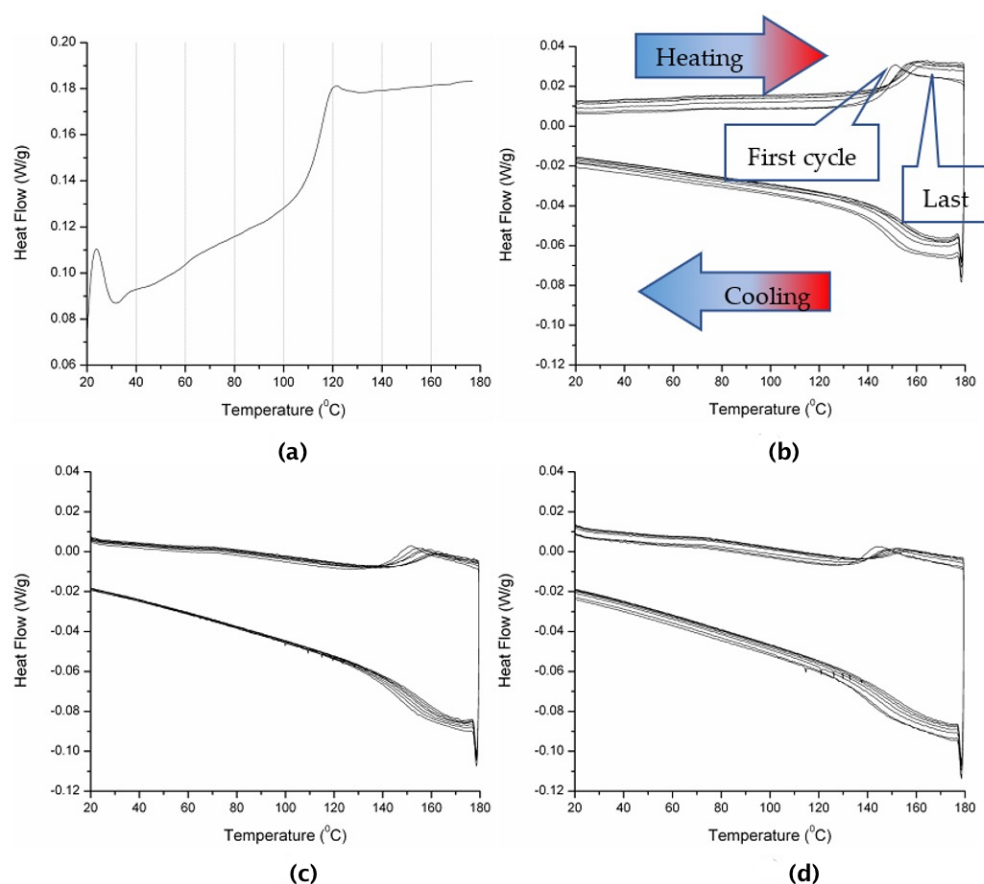 0.20
0.18
0.16
0.14
0.12
0.10
0.08
0.06
Heat Flow (W/g)
20 40 60 80 100 120 140 160 180
Temperature (⁰C)
(a)
0.04
0.02
0.00
-0.02
-0.04
-0.06
-0.08
-0.10
-0.12
Heat Flow (W/g)
Heating
First cycle
Last
Cooling
20 40 60 80 100 120 140 160 180
Temperature (⁰C)
(b)
0.04
0.02
0.00
-0.02
-0.04
-0.06
-0.08
-0.10
-0.12
Heat Flow (W/g)
20 40 60 80 100 120 140 160 180
Temperature (⁰C)
(c)
0.04
0.02
0.00
-0.02
-0.04
-0.06
-0.08
-0.10
-0.12
Heat Flow (W/g)
20 40 60 80 100 120 140 160 180
Temperature (⁰C)
(d)